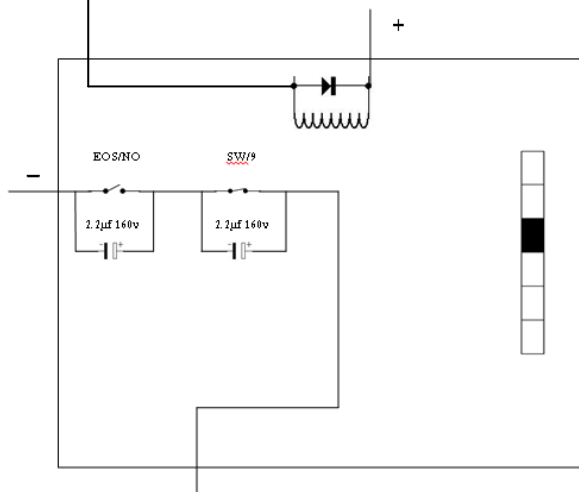 +
EOS/NO SW/9
−
2.2µf 160v 2.2µf 160v
- + - +